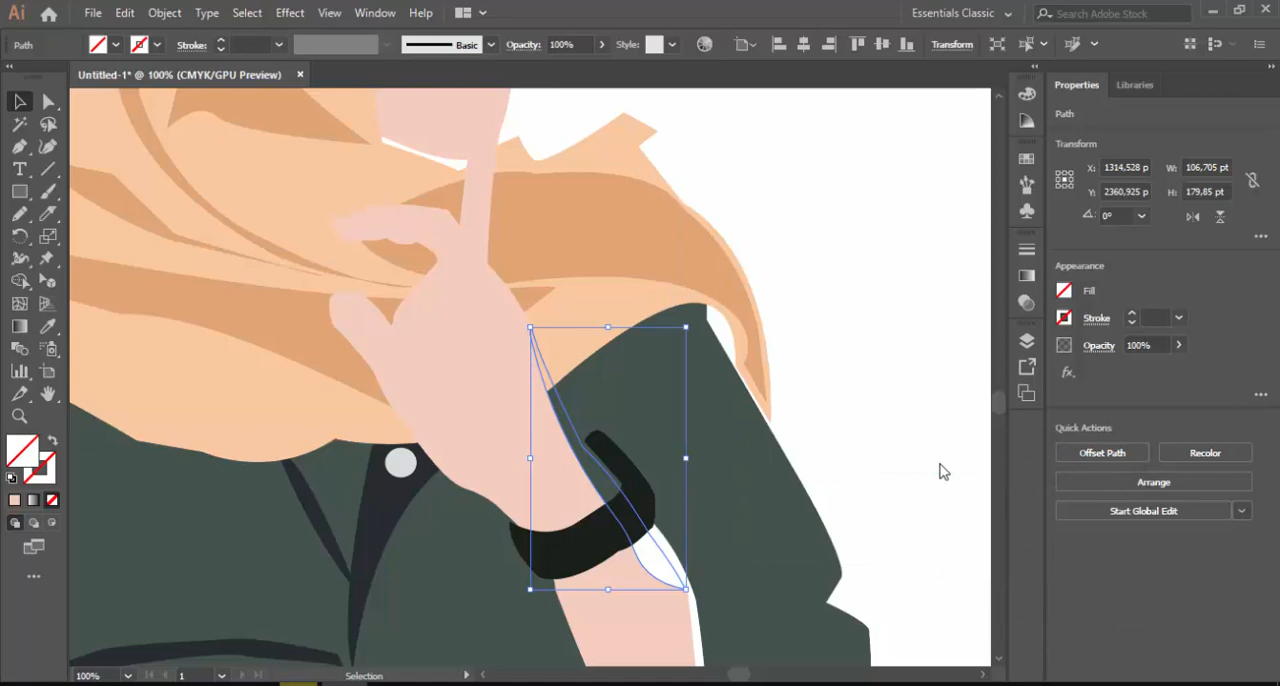 Ai File Edit Object Type Select Effect View Window Help Essentials Classic Search Adobe Stock
Path Stroke: Basic Opacity: 100% Style: Transform
Untitled-1* @ 100% (CMYK/GPU Preview) ×
Properties Libraries
Path
Transform
X: 1314,528 p W: 106,705 pt
Y: 2360,925 p H: 179,85 pt
0°
Appearance
Fill
Stroke
Opacity 100%
fx.
Quick Actions
Offset Path Recolor
Arrange
Start Global Edit
100% 1 Selection